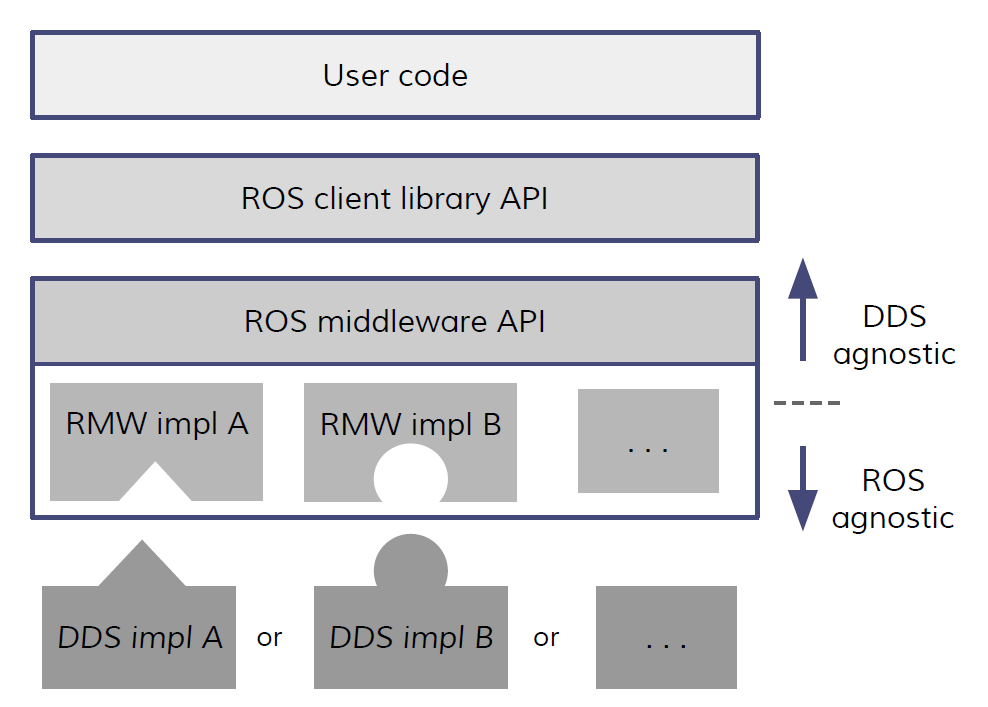 User code
ROS client library API
ROS middleware API
DDS
agnostic
RMW impl A
RMW impl B
. . .
ROS
agnostic
DDS impl A or DDS impl B or . . .